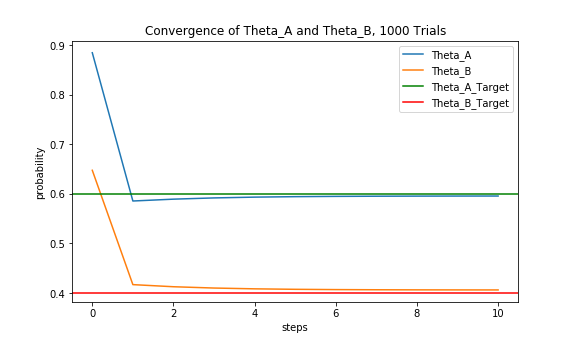 Convergence of Theta_A and Theta_B, 1000 Trials
0.9
0.8
0.7
0.6
0.5
0.4
probability
Theta_A
Theta_B
Theta_A_Target
Theta_B_Target
0 2 4 6 8 10
steps